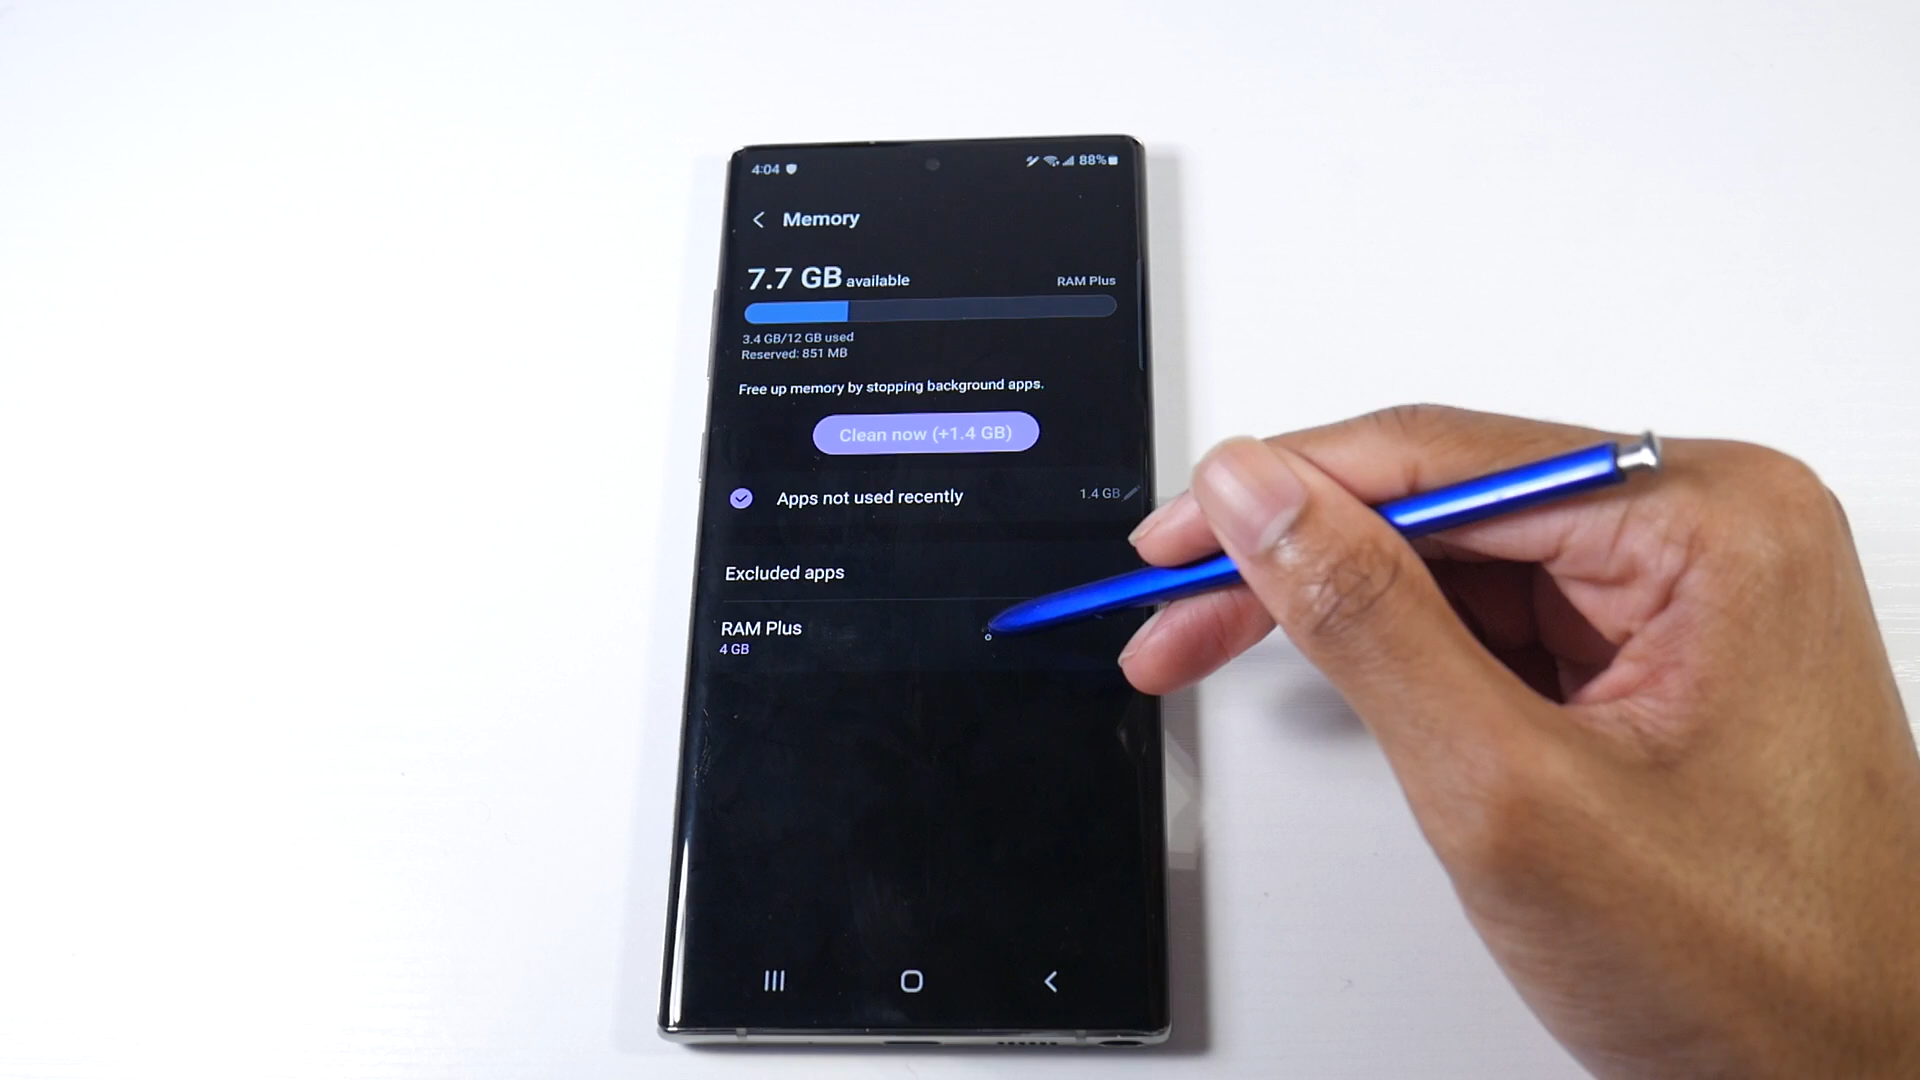 4:04
88%
Memory
7.7 GB available
RAM Plus
3.4 GB/12 GB used
Reserved: 851 MB
Free up memory by stopping background apps.
Clean now (+1.4 GB)
Apps not used recently
1.4 GB
Excluded apps
RAM Plus
4 GB